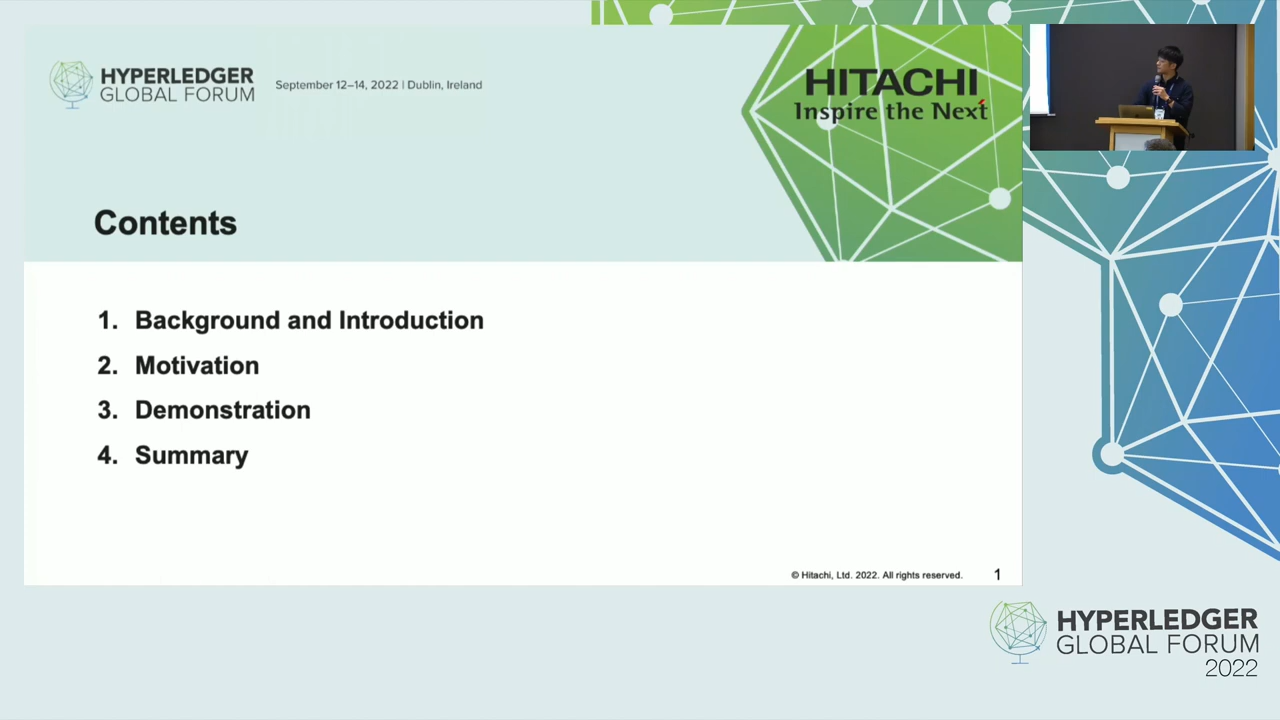 HYPERLEDGER
GLOBAL FORUM
September 12–14, 2022 | Dublin, Ireland
HITACHI
Inspire the Next
Contents
1. Background and Introduction
2. Motivation
3. Demonstration
4. Summary
© Hitachi, Ltd. 2022. All rights reserved.
1
HYPERLEDGER
GLOBAL FORUM
2022